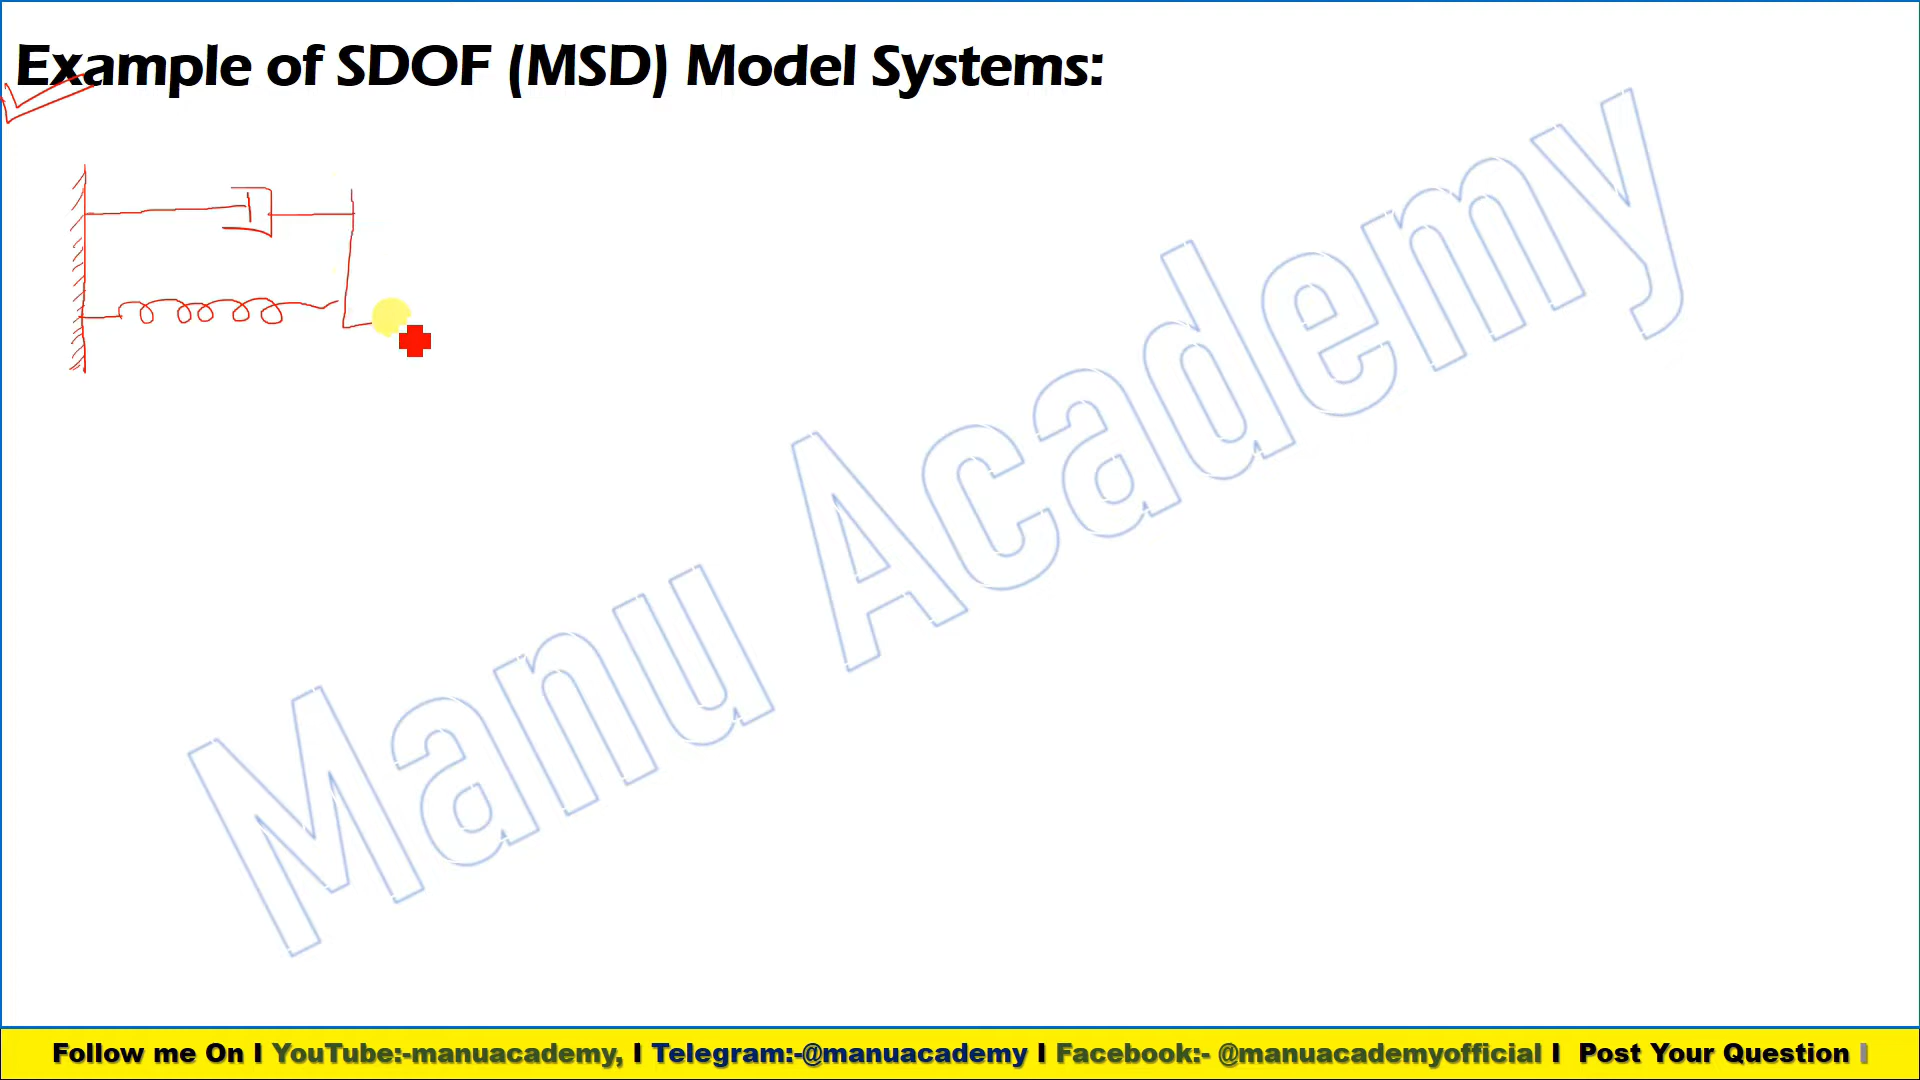 Example of SDOF (MSD) Model Systems:
Manu Academy
Follow me On I YouTube:-manuacademy, I Telegram:-@manuacademy I Facebook:- @manuacademyofficial I Post Your Question I